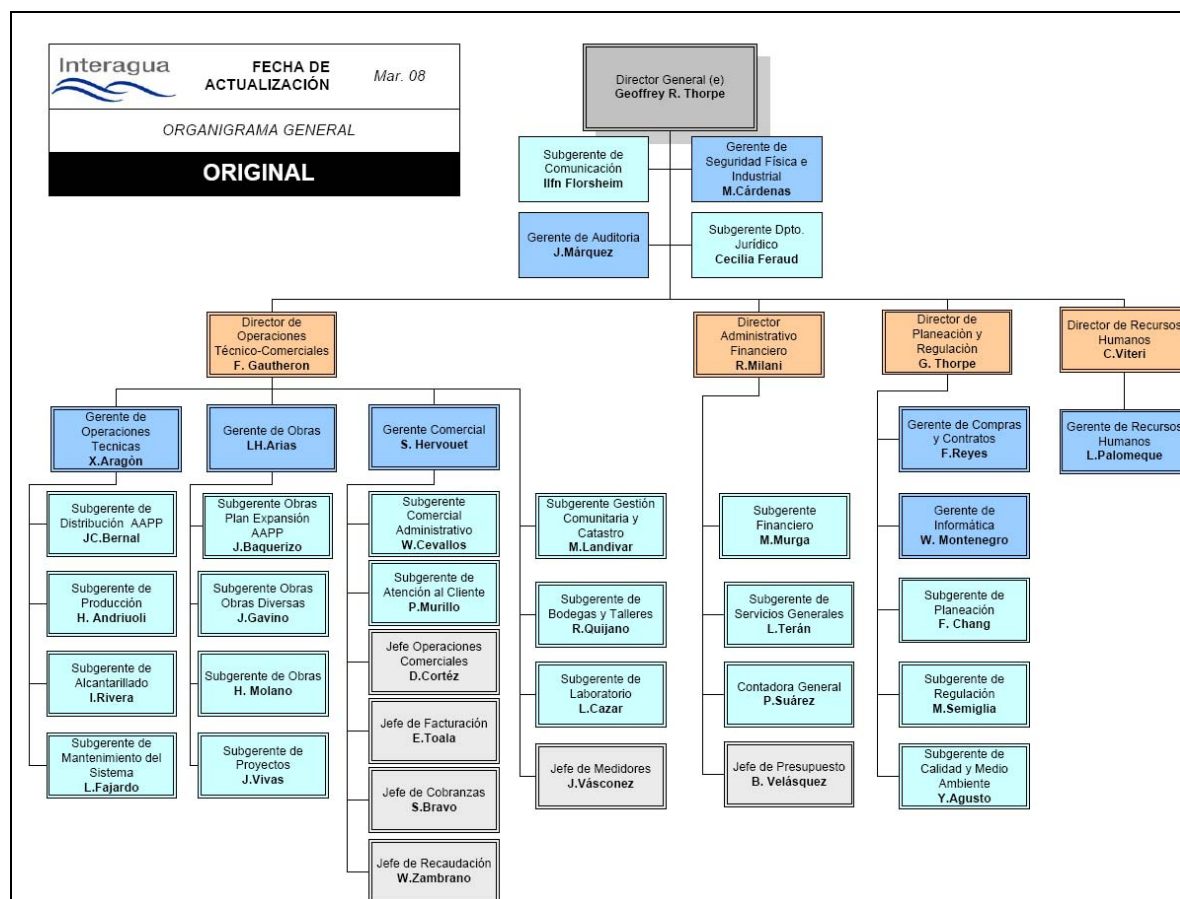 Interagua
FECHA DE
ACTUALIZACIÓN
Mar. 08
ORGANIGRAMA GENERAL
ORIGINAL
Director General (e)
Geoffrey R. Thorpe
Subgerente de
Comunicación
Ilfn Florsheim
Gerente de
Seguridad Física e
Industrial
M.Cárdenas
Gerente de Auditoria
J.Márquez
Subgerente Dpto.
Jurídico
Cecilia Feraud
Director de
Operaciones
Técnico-Comerciales
F. Gautheron
Director
Administrativo
Financiero
R.Milani
Director de
Planeaciòn y
Regulaciòn
G. Thorpe
Director de Recursos
Humanos
C.Viteri
Gerente de
Operaciones
Tecnicas
X.Aragòn
Gerente de Obras
LH.Arias
Gerente Comercial
S. Hervouet
Gerente de Compras
y Contratos
F.Reyes
Gerente de Recursos
Humanos
L.Palomeque
Subgerente de
Distribución AAPP
JC.Bernal
Subgerente de
Producción
H. Andriuoli
Subgerente de
Alcantarillado
I.Rivera
Subgerente de
Mantenimiento del
Sistema
L.Fajardo
Subgerente Obras
Plan Expansión
AAPP
J.Baquerizo
Subgerente Obras
Obras Diversas
J.Gavino
Subgerente de Obras
H. Molano
Subgerente de
Proyectos
J.Vivas
Subgerente
Comercial
Administrativo
W.Cevallos
Subgerente de
Atención al Cliente
P.Murillo
Jefe Operaciones
Comerciales
D.Cortéz
Jefe de Facturación
E.Toala
Jefe de Cobranzas
S.Bravo
Jefe de Recaudación
W.Zambrano
Subgerente Gestión
Comunitaria y
Catastro
M.Landivar
Subgerente de
Bodegas y Talleres
R.Quijano
Subgerente de
Laboratorio
L.Cazar
Jefe de Medidores
J.Vásconez
Subgerente
Financiero
M.Murga
Subgerente de
Servicios Generales
L.Terán
Contadora General
P.Suárez
Jefe de Presupuesto
B. Velásquez
Gerente de
Informática
W. Montenegro
Subgerente de
Planeación
F. Chang
Subgerente de
Regulación
M.Semiglia
Subgerente de
Calidad y Medio
Ambiente
Y.Agusto